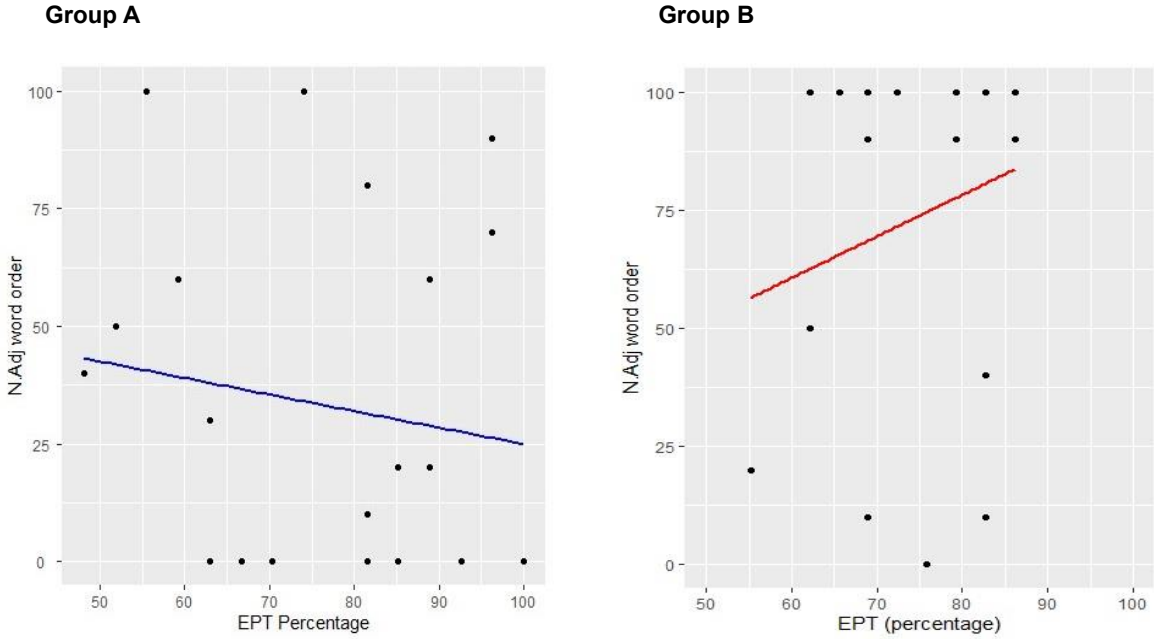 Group A
Group B
100
75
50
25
0
N.Adj word order
50 60 70 80 90 100
EPT Percentage
100
75
50
25
0
N.Adj word order
50 60 70 80 90 100
EPT (percentage)